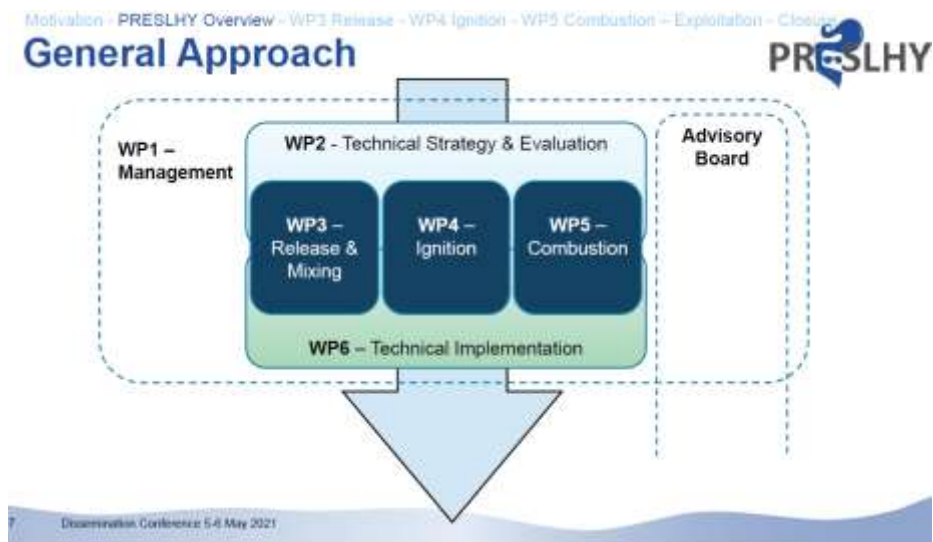 Motivation - PRESLHY Overview - WP3 Release - WP4 Ignition - WP5 Combustion – Exploitation - Closure
General Approach
PRESLHY
WP1 –
Management
WP2 - Technical Strategy & Evaluation
Advisory
Board
WP3 –
Release &
Mixing
WP4 –
Ignition
WP5 –
Combustion
WP6 – Technical Implementation
7
Dissemination Conference 5-6 May 2021